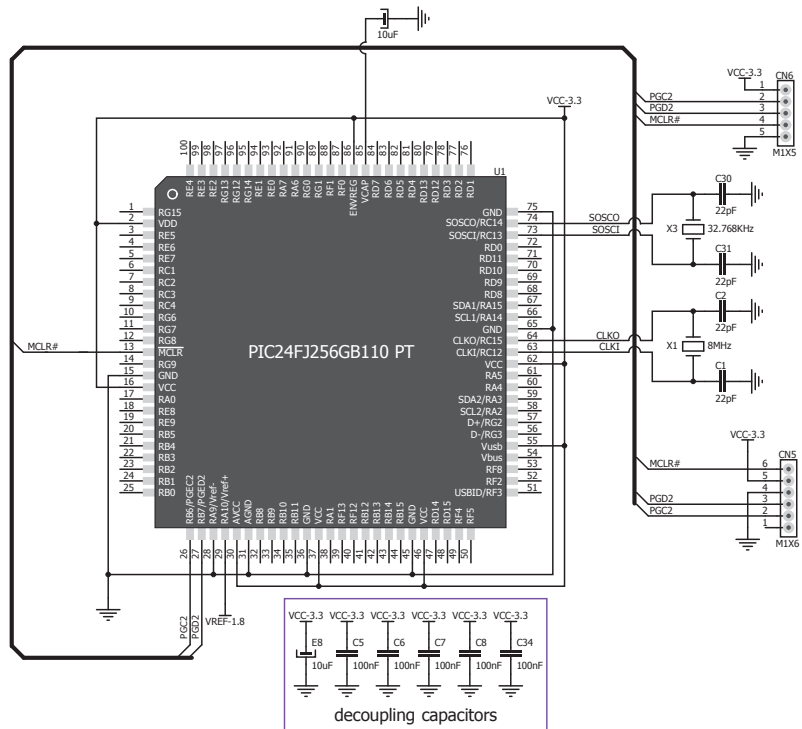 10uF
VCC-3.3
CN6
VCC-3.3
1
PGC2
2
PGD2
3
MCLR#
4
5
M1X5
100
99
98
97
96
95
94
93
92
91
90
89
88
87
86
85
84
83
82
81
80
79
78
77
76
RE4
RE3
RE2
RG13
RG12
RG14
RE1
RE0
RA7
RA6
RG0
RG1
RF1
RF0
ENVREG
VCAP
RD7
RD6
RD5
RD4
RD13
RD12
RD3
RD2
RD1
U1
1 RG15
2 VDD
3 RE5
4 RE6
5 RE7
6 RC1
7 RC2
8 RC3
9 RC4
10 RG6
11 RG7
12 RG8
MCLR#
13 MCLR
14 RG9
15 GND
16 VCC
17 RA0
18 RE8
19 RE9
20 RB5
21 RB4
22 RB3
23 RB2
24 RB1
25 RB0
PIC24FJ256GB110 PT
GND 75
SOSCO/RC14 74
SOSCI/RC13 73
RD0 72
RD11 71
RD10 70
RD9 69
RD8 68
SDA1/RA15 67
SCL1/RA14 66
GND 65
CLKO/RC15 64
CLKI/RC12 63
VCC 62
RA5 61
RA4 60
SDA2/RA3 59
SCL2/RA2 58
D+/RG2 57
D-/RG3 56
Vusb 55
Vbus 54
RF8 53
RF2 52
USBID/RF3 51
SOSCO
SOSCI
C30
22pF
X3
32.768KHz
C31
22pF
C2
22pF
CLKO
CLKI
X1
8MHz
C1
22pF
RB6/PGEC2
RB7/PGED2
RA9/Vref-
RA10/Vref+
AVCC
AGND
RB8
RB9
RB10
RB11
GND
VCC
RA1
RF13
RF12
RB12
RB13
RB14
RB15
GND
VCC
RD14
RD15
RF4
RF5
26
27
28
29
30
31
32
33
34
35
36
37
38
39
40
41
42
43
44
45
46
47
48
49
50
VCC-3.3
CN5
MCLR#
6
5
4
PGD2
3
PGC2
2
1
M1X6
PGC2
PGD2
VREF-1.8
VCC-3.3 VCC-3.3 VCC-3.3 VCC-3.3 VCC-3.3 VCC-3.3
E8 C5 C6 C7 C8 C34
10uF 100nF 100nF 100nF 100nF 100nF
decoupling capacitors